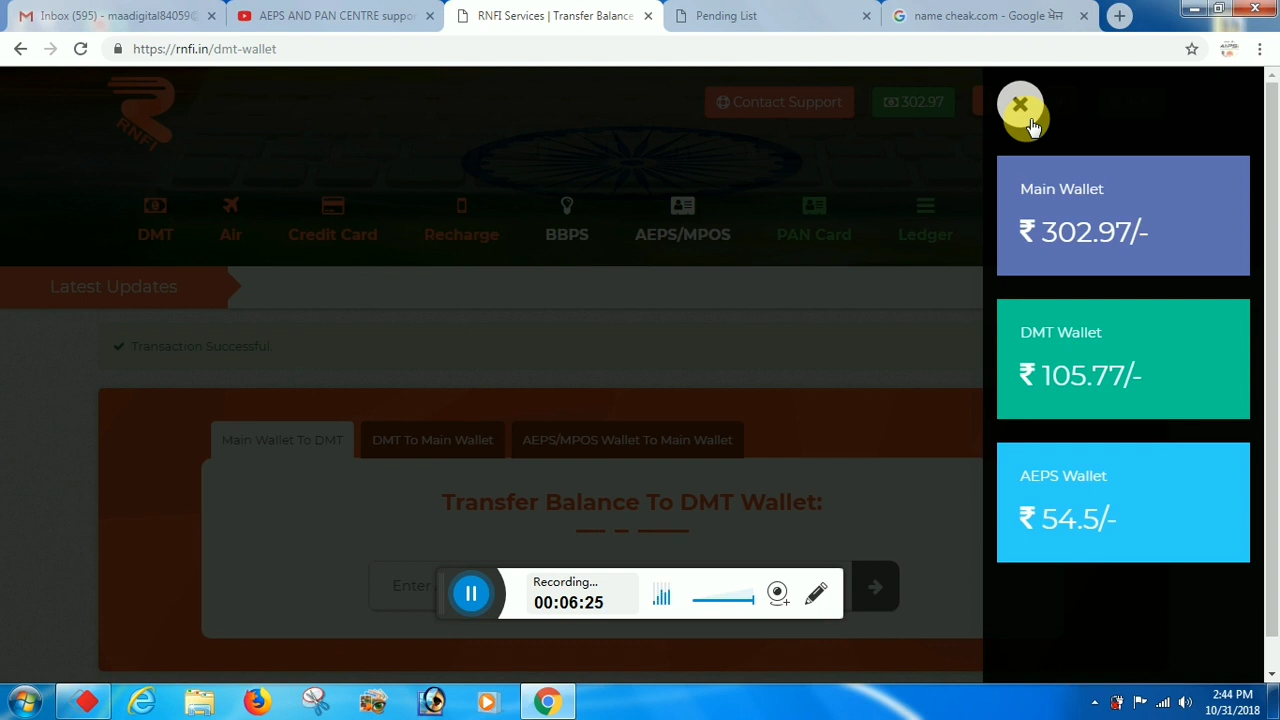 Inbox (595) - maadigital84059@
AEPS AND PAN CENTRE suppo
RNFI Services | Transfer Balance
Pending List
name cheak.com - Google
https://rnfi.in/dmt-wallet
RNFI
Contact Support
302.97
DMT
Air
Credit Card
Recharge
BBPS
AEPS/MPOS
PAN Card
Ledger
Latest Updates
Transaction Successful.
Main Wallet To DMT
DMT To Main Wallet
AEPS/MPOS Wallet To Main Wallet
Transfer Balance To DMT Wallet:
Enter
Main Wallet
₹ 302.97/-
DMT Wallet
₹ 105.77/-
AEPS Wallet
₹ 54.5/-
Recording...
00:06:25
2:44 PM
10/31/2018